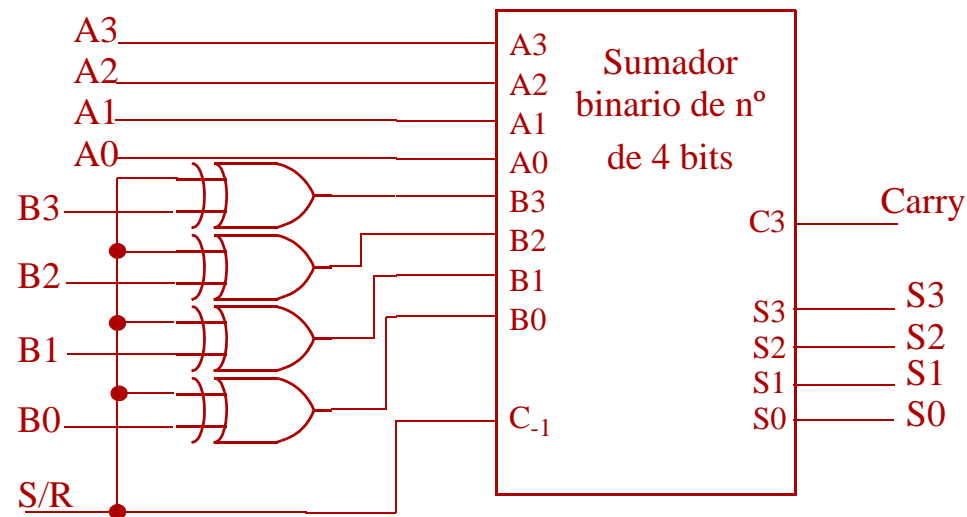 A3
A2
A1
A0
B3
B2
B1
B0
S/R
A3
A2
A1
A0
B3
B2
B1
B0
C-1
Sumador
binario de nº
de 4 bits
C3
S3
S2
S1
S0
Carry
S3
S2
S1
S0